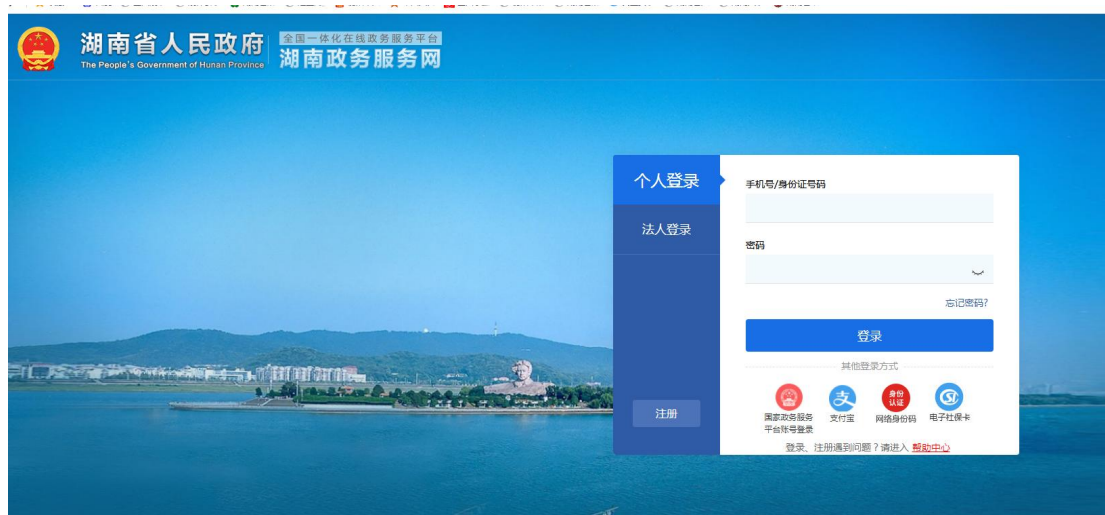 湖南省人民政府
The People's Government of Hunan Province
全国一体化在线政务服务平台
湖南政务服务网
个人登录
法人登录
注册
手机号/身份证号码
密码
忘记密码?
登录
其他登录方式
身份
认证
国家政务服务
平台账号登录
支付宝
网络身份码
电子社保卡
登录、注册遇到问题？请进入 帮助中心